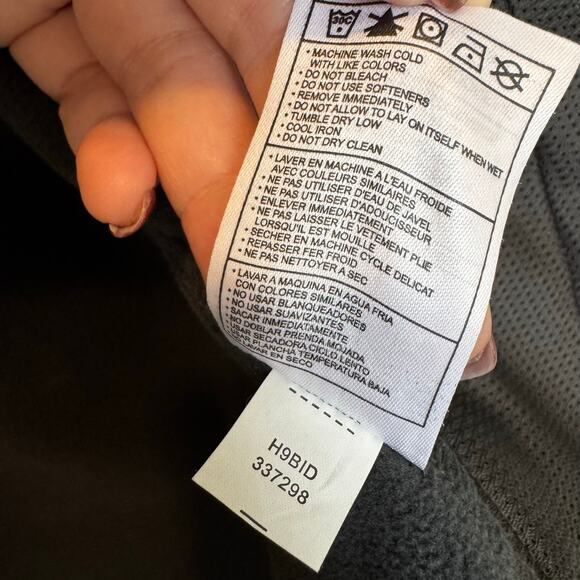 30C
• MACHINE WASH COLD
WITH LIKE COLORS
• DO NOT BLEACH
• DO NOT USE SOFTENERS
• REMOVE IMMEDIATELY
• DO NOT ALLOW TO LAY ON ITSELF WHEN WET
• TUMBLE DRY LOW
• COOL IRON
• DO NOT DRY CLEAN
• LAVER EN MACHINE A L'EAU FROIDE
AVEC COULEURS SIMILAIRES
• NE PAS UTILISER D'EAU DE JAVEL
• NE PAS UTILISER D'ADOUCISSEUR
• ENLEVER IMMEDIATEMENT
• NE PAS LAISSER LE VETEMENT PLIE
LORSQU'IL EST MOUILLE
• SECHER EN MACHINE CYCLE DELICAT
• REPASSER FER FROID
• NE PAS NETTOYER A SEC
• LAVAR A MAQUINA EN AGUA FRIA
CON COLORES SIMILARES
• NO USAR BLANQUEADORES
• NO USAR SUAVIZANTES
• SACAR INMEDIATAMENTE
• NO DOBLAR PRENDA MOJADA
• USAR SECADORA CICLO LENTO
• USAR PLANCHA TEMPERATURA BAJA
LAVAR EN SECO
H9BID
337298